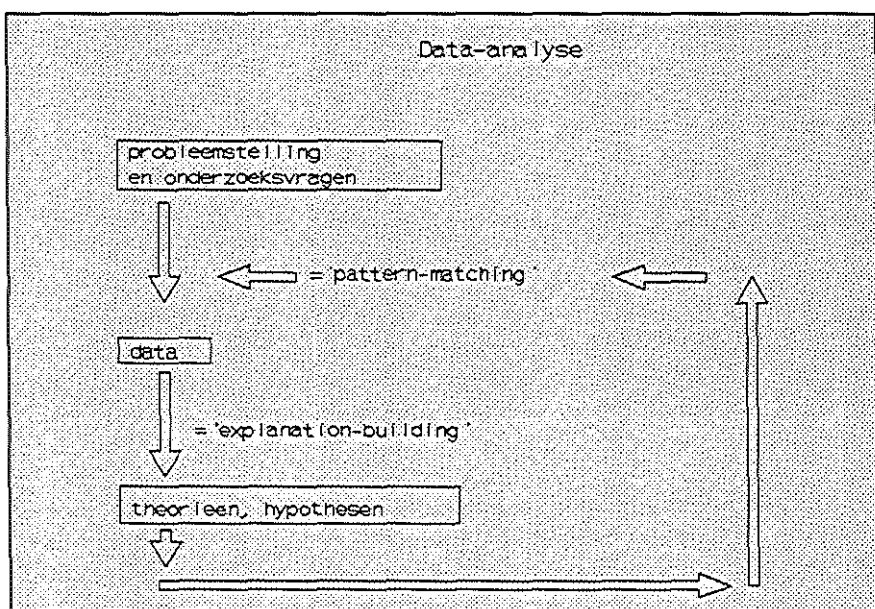 Data-analyse
probleemstelling
en onderzoeksvragen
= 'pattern-matching'
data
= 'explanation-building'
theorieen, hypothesen